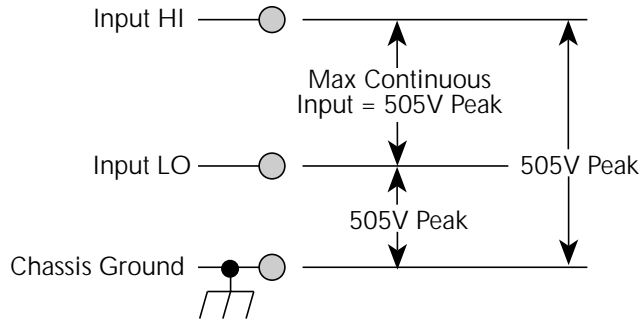 Input HI
Max Continuous
Input = 505V Peak
Input LO
505V Peak
505V Peak
Chassis Ground